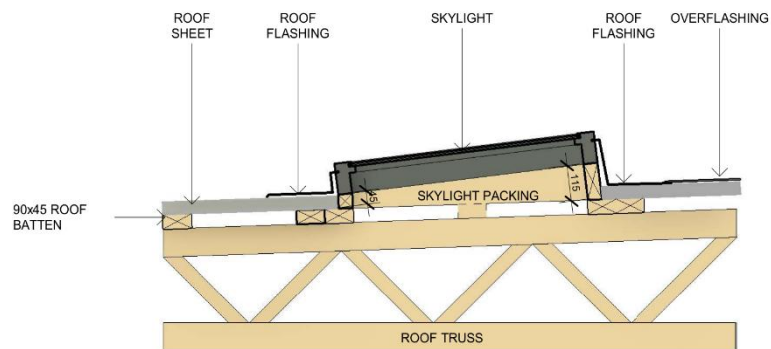 ROOF
SHEET
ROOF
FLASHING
SKYLIGHT
ROOF
FLASHING
OVERFLASHING
45
SKYLIGHT PACKING
115
90x45 ROOF
BATTEN
ROOF TRUSS